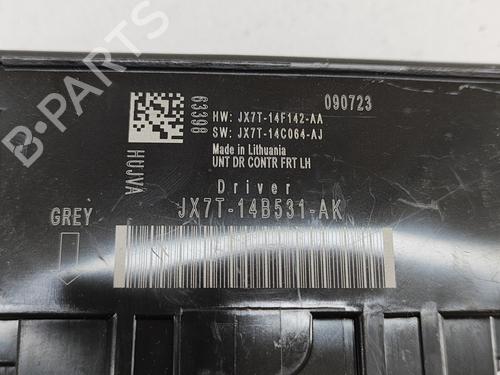 63398
090723
HW: JX7T-14F142-AA
SW: JX7T-14C064-AJ
Made in Lithuania
UNT DR CONTR FRT LH
HUJVA
Driver
GREY
JX7T-14B531-AK
B-PARTS